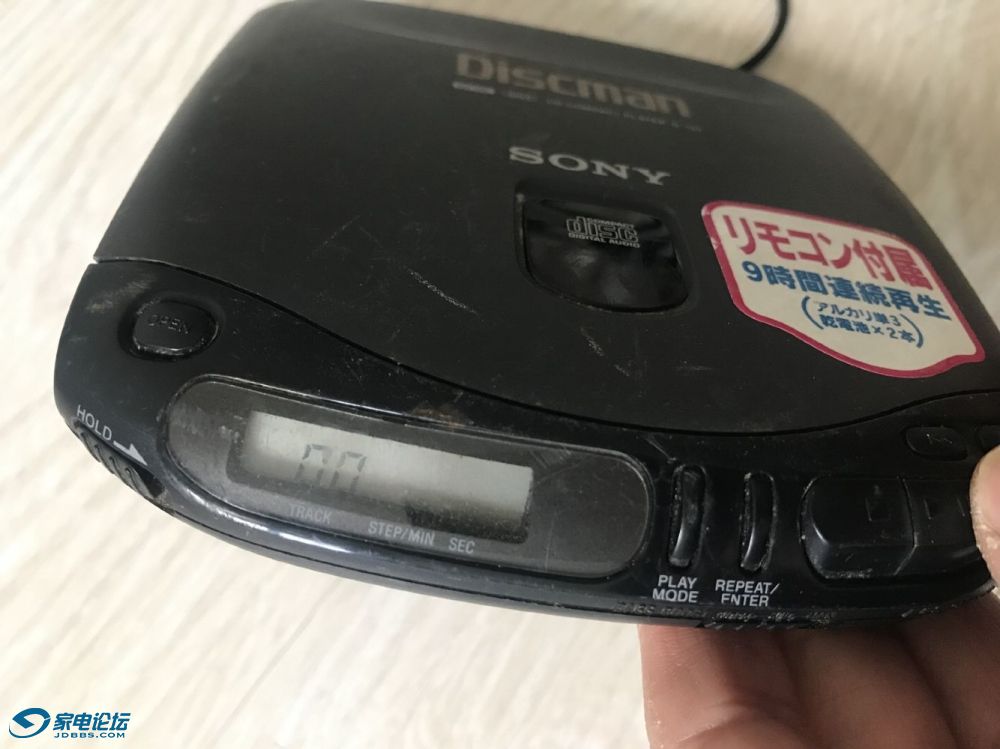 Discman
SONY
COMPACT
disc
DIGITAL AUDIO
リモコン付属
9時間連続再生
(アルカリ単3
乾電池×2本)
OPEN
HOLD
00
TRACK
STEP/MIN
SEC
PLAY
MODE
REPEAT/
ENTER
家电论坛
JDBBS.COM